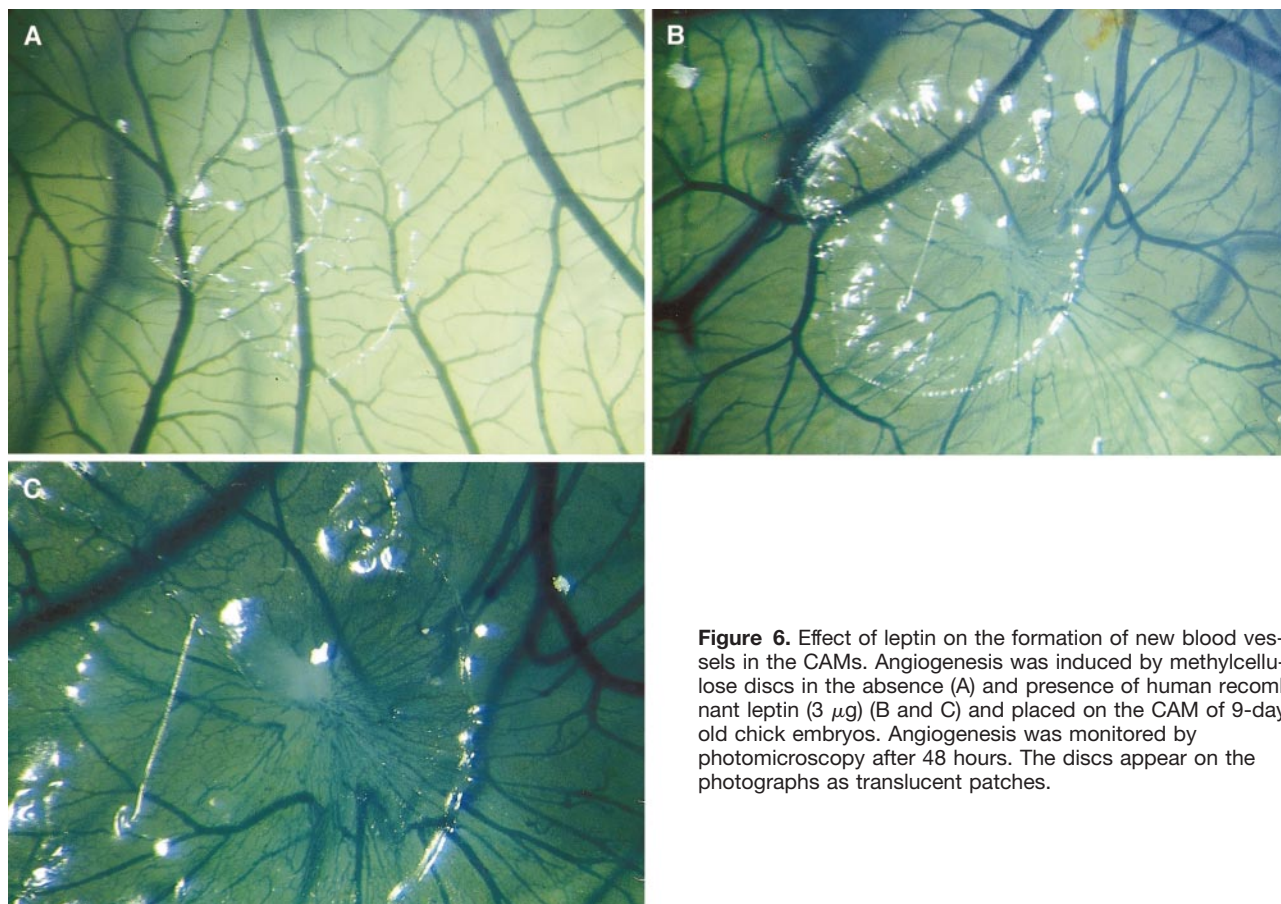 A
B
C
Figure 6. Effect of leptin on the formation of new blood ves-
sels in the CAMs. Angiogenesis was induced by methylcellu-
lose discs in the absence (A) and presence of human recombi
nant leptin (3 μg) (B and C) and placed on the CAM of 9-day
old chick embryos. Angiogenesis was monitored by
photomicroscopy after 48 hours. The discs appear on the
photographs as translucent patches.